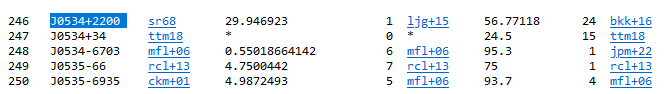 246 J0534+2200 sr68 29.946923 1 ljg+15 56.77118 24 bkk+16
247 J0534+34 ttm18 * 0 * 24.5 15 ttm18
248 J0534-6703 mfl+06 0.55018664142 6 mfl+06 95.3 1 jpm+22
249 J0535-66 rcl+13 4.7500442 7 rcl+13 75 1 rcl+13
250 J0535-6935 ckm+01 4.9872493 5 mfl+06 93.7 4 mfl+06